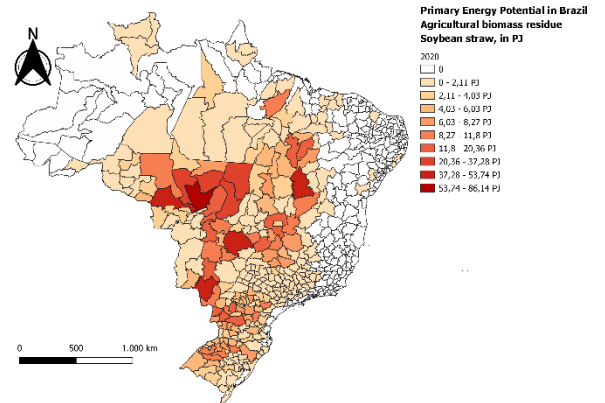 Primary Energy Potential in Brazil
Agricultural biomass residue
Soybean straw, in PJ
N
2020
0
0 - 2,11 PJ
2,11 - 4,03 PJ
4,03 - 6,03 PJ
6,03 - 8,27 PJ
8,27 - 11,8 PJ
11,8 - 20,36 PJ
20,36 - 37,28 PJ
37,28 - 53,74 PJ
53,74 - 86,14 PJ
0 500 1.000 km